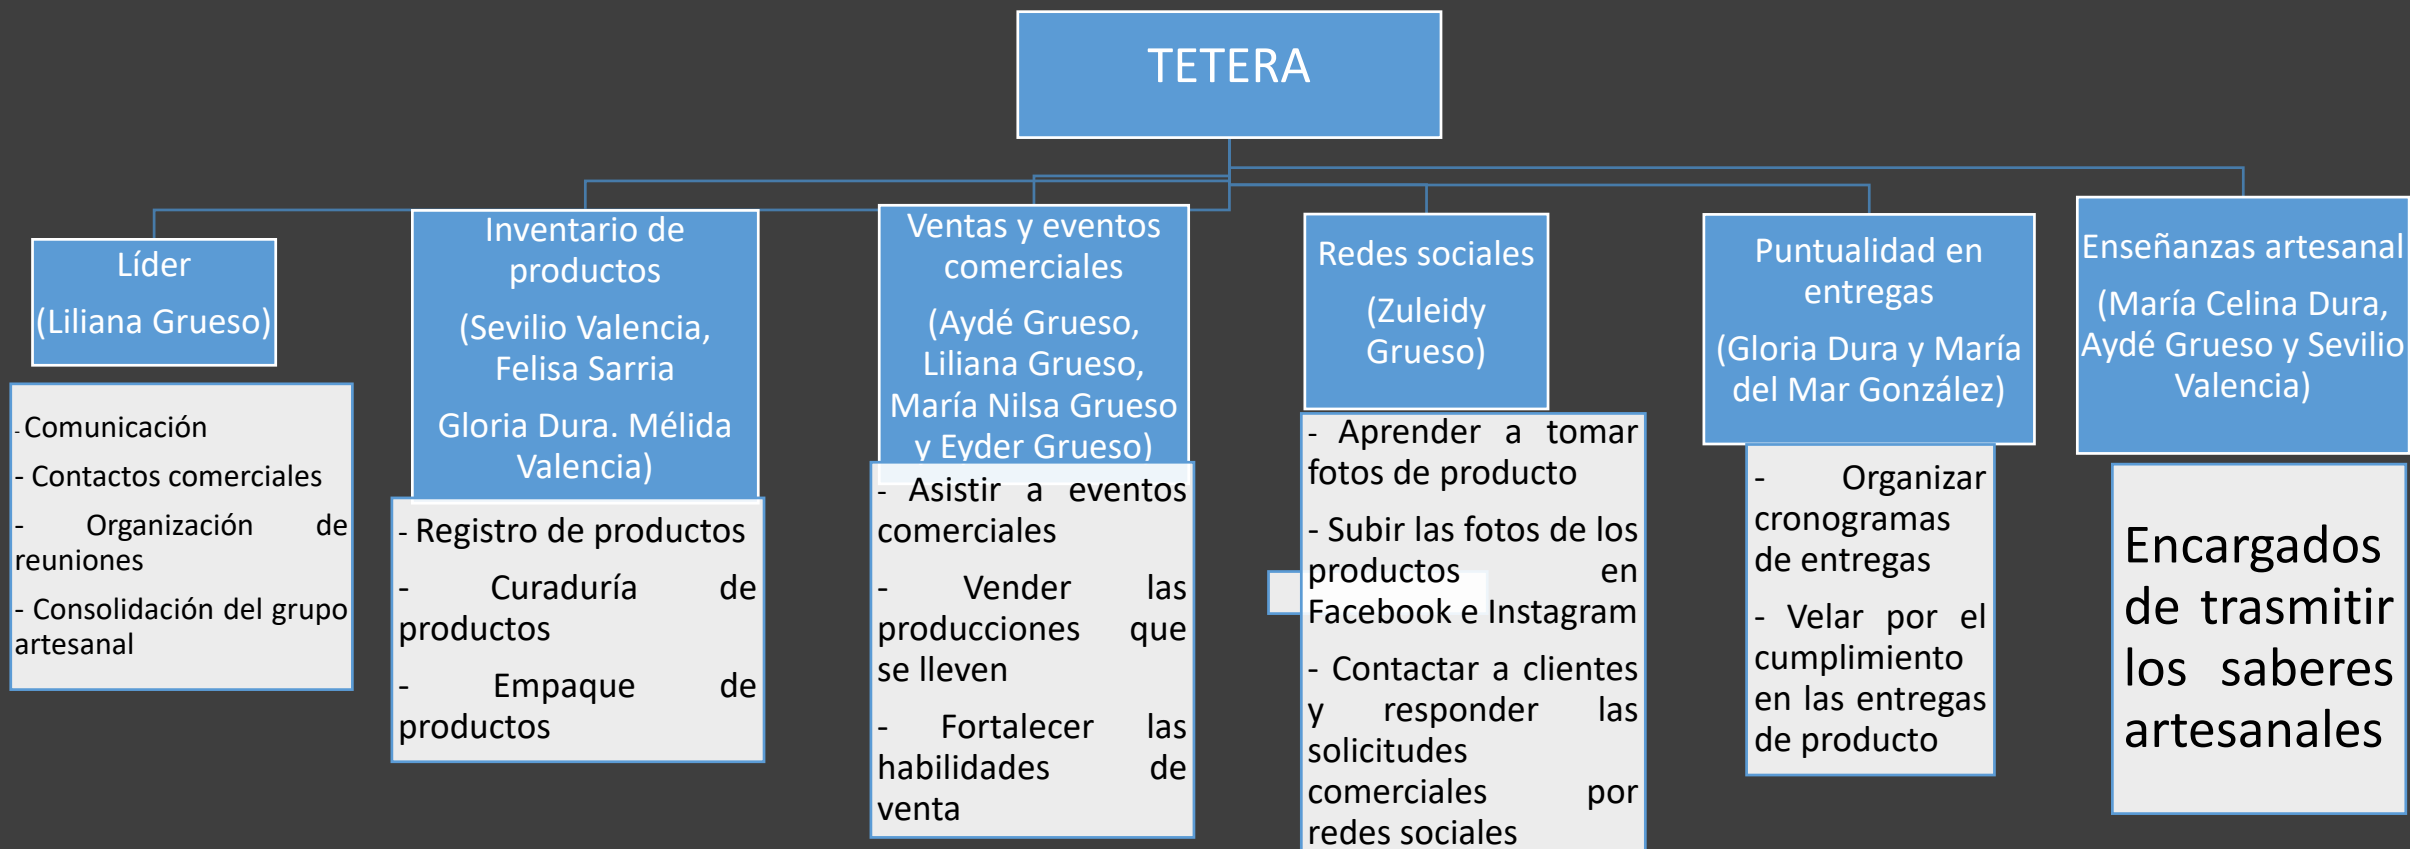 TETERA
Líder
(Liliana Grueso)
- Comunicación
- Contactos comerciales
- Organización de
reuniones
- Consolidación del grupo
artesanal
Inventario de
productos
(Sevilio Valencia,
Felisa Sarria
Gloria Dura. Mélida
Valencia)
- Registro de productos
- Curaduría de
productos
- Empaque de
productos
Ventas y eventos
comerciales
(Aydé Grueso,
Liliana Grueso,
María Nilsa Grueso
y Eyder Grueso)
- Asistir a eventos
comerciales
- Vender las
producciones que
se lleven
- Fortalecer las
habilidades de
venta
Redes sociales
(Zuleidy
Grueso)
- Aprender a tomar
fotos de producto
- Subir las fotos de los
productos en
Facebook e Instagram
- Contactar a clientes
y responder las
solicitudes
comerciales por
redes sociales
Puntualidad en
entregas
(Gloria Dura y María
del Mar González)
- Organizar
cronogramas
de entregas
- Velar por el
cumplimiento
en las entregas
de producto
Enseñanzas artesanal
(María Celina Dura,
Aydé Grueso y Sevilio
Valencia)
Encargados
de trasmitir
los saberes
artesanales